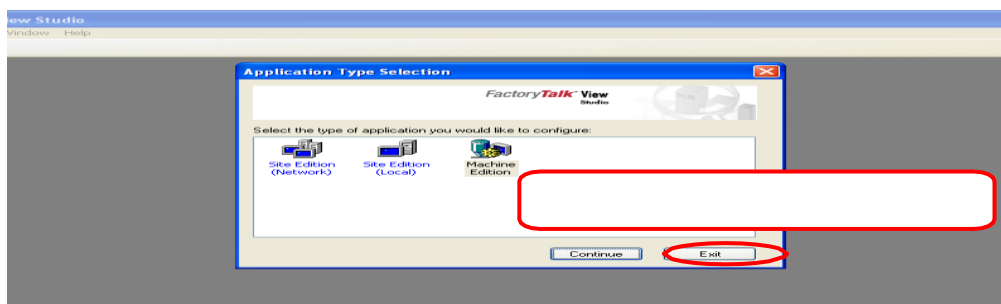 iew Studio
Window Help
Application Type Selection
FactoryTalk View
Studio
Select the type of application you would like to configure:
Site Edition Site Edition Machine
(Network) (Local) Edition
Continue Exit